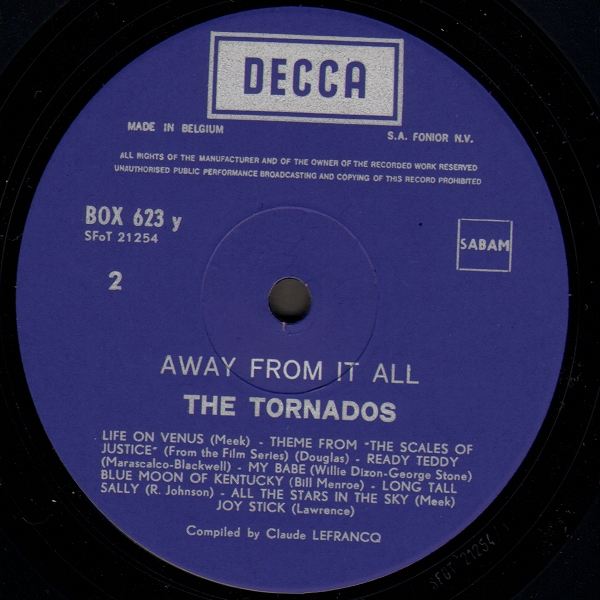 DECCA
MADE IN BELGIUM
S.A. FONIOR N.V.
ALL RIGHTS OF THE MANUFACTURER AND OF THE OWNER OF THE RECORDED WORK RESERVED
UNAUTHORISED PUBLIC PERFORMANCE BROADCASTING AND COPYING OF THIS RECORD PROHIBITED
BOX 623 y
SFoT 21254
SABAM
2
AWAY FROM IT ALL
THE TORNADOS
LIFE ON VENUS (Meek) - THEME FROM "THE SCALES OF
JUSTICE" (From the Film Series) (Douglas) - READY TEDDY
(Marascalco-Blackwell) - MY BABE (Willie Dizon-George Stone)
BLUE MOON OF KENTUCKY (Bill Menroe) - LONG TALL
SALLY (R. Johnson) - ALL THE STARS IN THE SKY (Meek)
JOY STICK (Lawrence)
Compiled by Claude LEFRANCQ
SFoT 21254